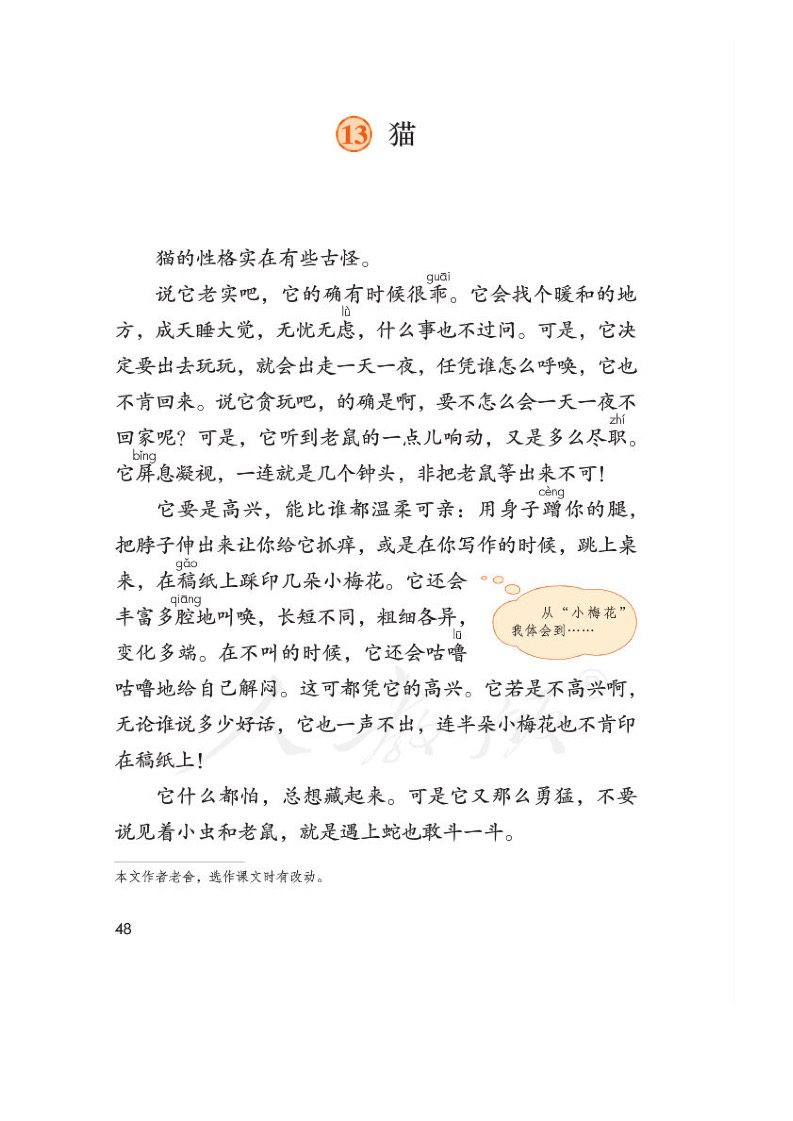 13 猫
猫的性格实在有些古怪。
guāi
说它老实吧，它的确有时候很乖。它会找个暖和的地
lǜ
方，成天睡大觉，无忧无虑，什么事也不过问。可是，它决
定要出去玩玩，就会出走一天一夜，任凭谁怎么呼唤，它也
不肯回来。说它贪玩吧，的确是啊，要不怎么会一天一夜不
zhí
回家呢？可是，它听到老鼠的一点儿响动，又是多么尽职。
bǐng
它屏息凝视，一连就是几个钟头，非把老鼠等出来不可！
cèng
它要是高兴，能比谁都温柔可亲：用身子蹭你的腿，
把脖子伸出来让你给它抓痒，或是在你写作的时候，跳上桌
gǎo
来，在稿纸上踩印几朵小梅花。它还会
qiāng
丰富多腔地叫唤，长短不同，粗细各异，
lū
变化多端。在不叫的时候，它还会咕噜
从“小梅花”
我体会到……
咕噜地给自己解闷。这可都凭它的高兴。它若是不高兴啊，
无论谁说多少好话，它也一声不出，连半朵小梅花也不肯印
在稿纸上！
它什么都怕，总想藏起来。可是它又那么勇猛，不要
说见着小虫和老鼠，就是遇上蛇也敢斗一斗。
本文作者老舍，选作课文时有改动。
48
人教版®